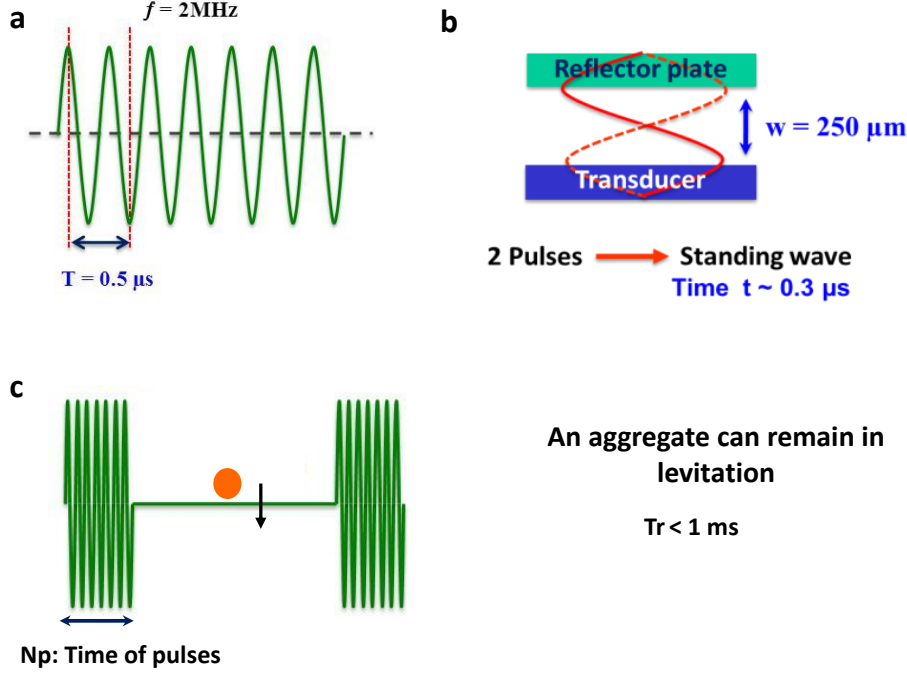 a
f = 2MHz
T = 0.5 µs
b
Reflector plate
w = 250 µm
Transducer
2 Pulses
Standing wave
Time t ~ 0.3 µs
c
Np: Time of pulses
An aggregate can remain in
levitation
Tr < 1 ms